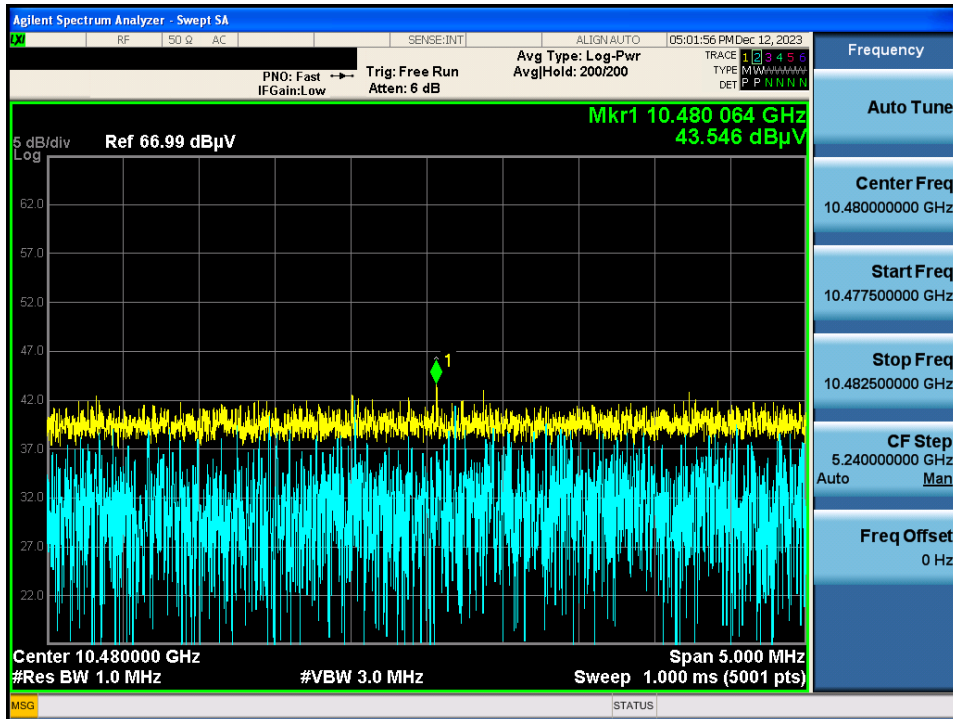 Agilent Spectrum Analyzer - Swept SA
LXI RF 50 Ω AC SENSE:INT ALIGN AUTO 05:01:56 PM Dec 12, 2023
PNO: Fast
IFGain:Low
Trig: Free Run
Atten: 6 dB
Avg Type: Log-Pwr
Avg|Hold: 200/200
TRACE 1 2 3 4 5 6
TYPE M W W W W W
DET P P N N N N
Mkr1 10.480 064 GHz
43.546 dBµV
5 dB/div Ref 66.99 dBµV
Log
62.0
57.0
52.0
47.0
42.0
37.0
32.0
27.0
22.0
1
Center 10.480000 GHz Span 5.000 MHz
#Res BW 1.0 MHz #VBW 3.0 MHz Sweep 1.000 ms (5001 pts)
MSG STATUS
Frequency
Auto Tune
Center Freq
10.480000000 GHz
Start Freq
10.477500000 GHz
Stop Freq
10.482500000 GHz
CF Step
5.240000000 GHz
Auto Man
Freq Offset
0 Hz